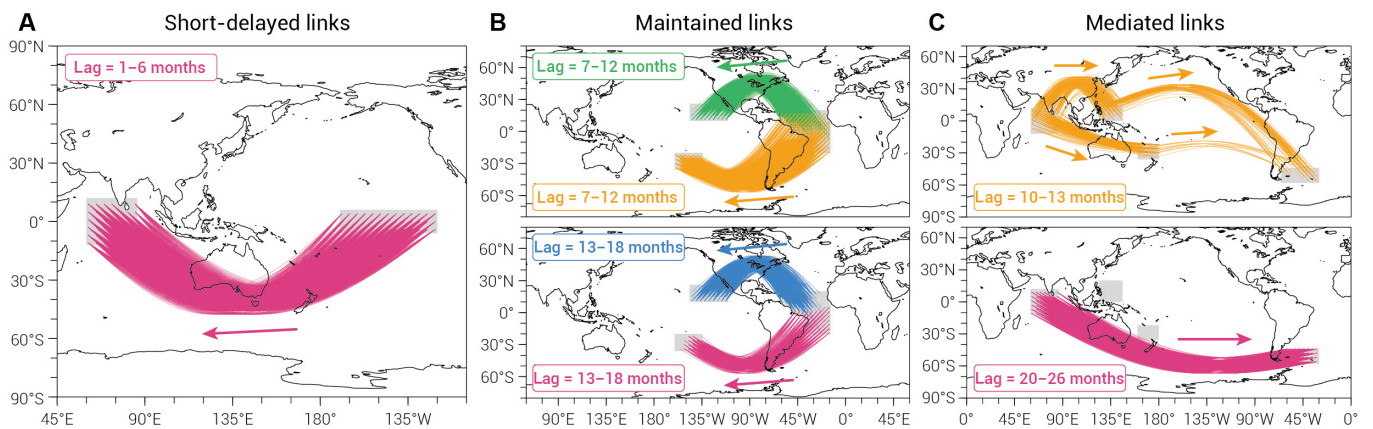 A Short-delayed links
B Maintained links
C Mediated links
90°N
60°N
30°N
0°
30°S
60°S
90°S
Lag = 1–6 months
45°E 90°E 135°E 180° 135°W
60°N
30°N
0°
30°S
60°S
Lag = 7–12 months
Lag = 7–12 months
60°N
30°N
0°
30°S
60°S
Lag = 13–18 months
Lag = 13–18 months
90°E 135°E 180° 135°W 90°W 45°W 0° 45°E
60°N
30°N
0°
30°S
60°S
90°S
Lag = 10–13 months
60°N
30°N
0°
30°S
60°S
90°S
Lag = 20–26 months
0° 45°E 90°E 135°E 180° 135°W 90°W 45°W 0°